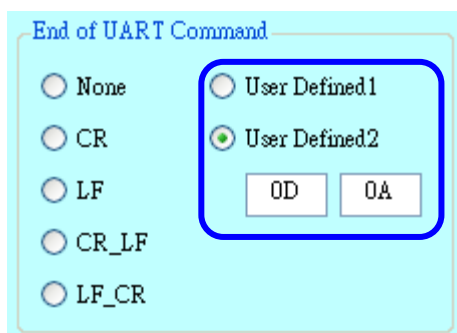 End of UART Command
None
User Defined1
CR
User Defined2
LF
0D 0A
CR_LF
LF_CR